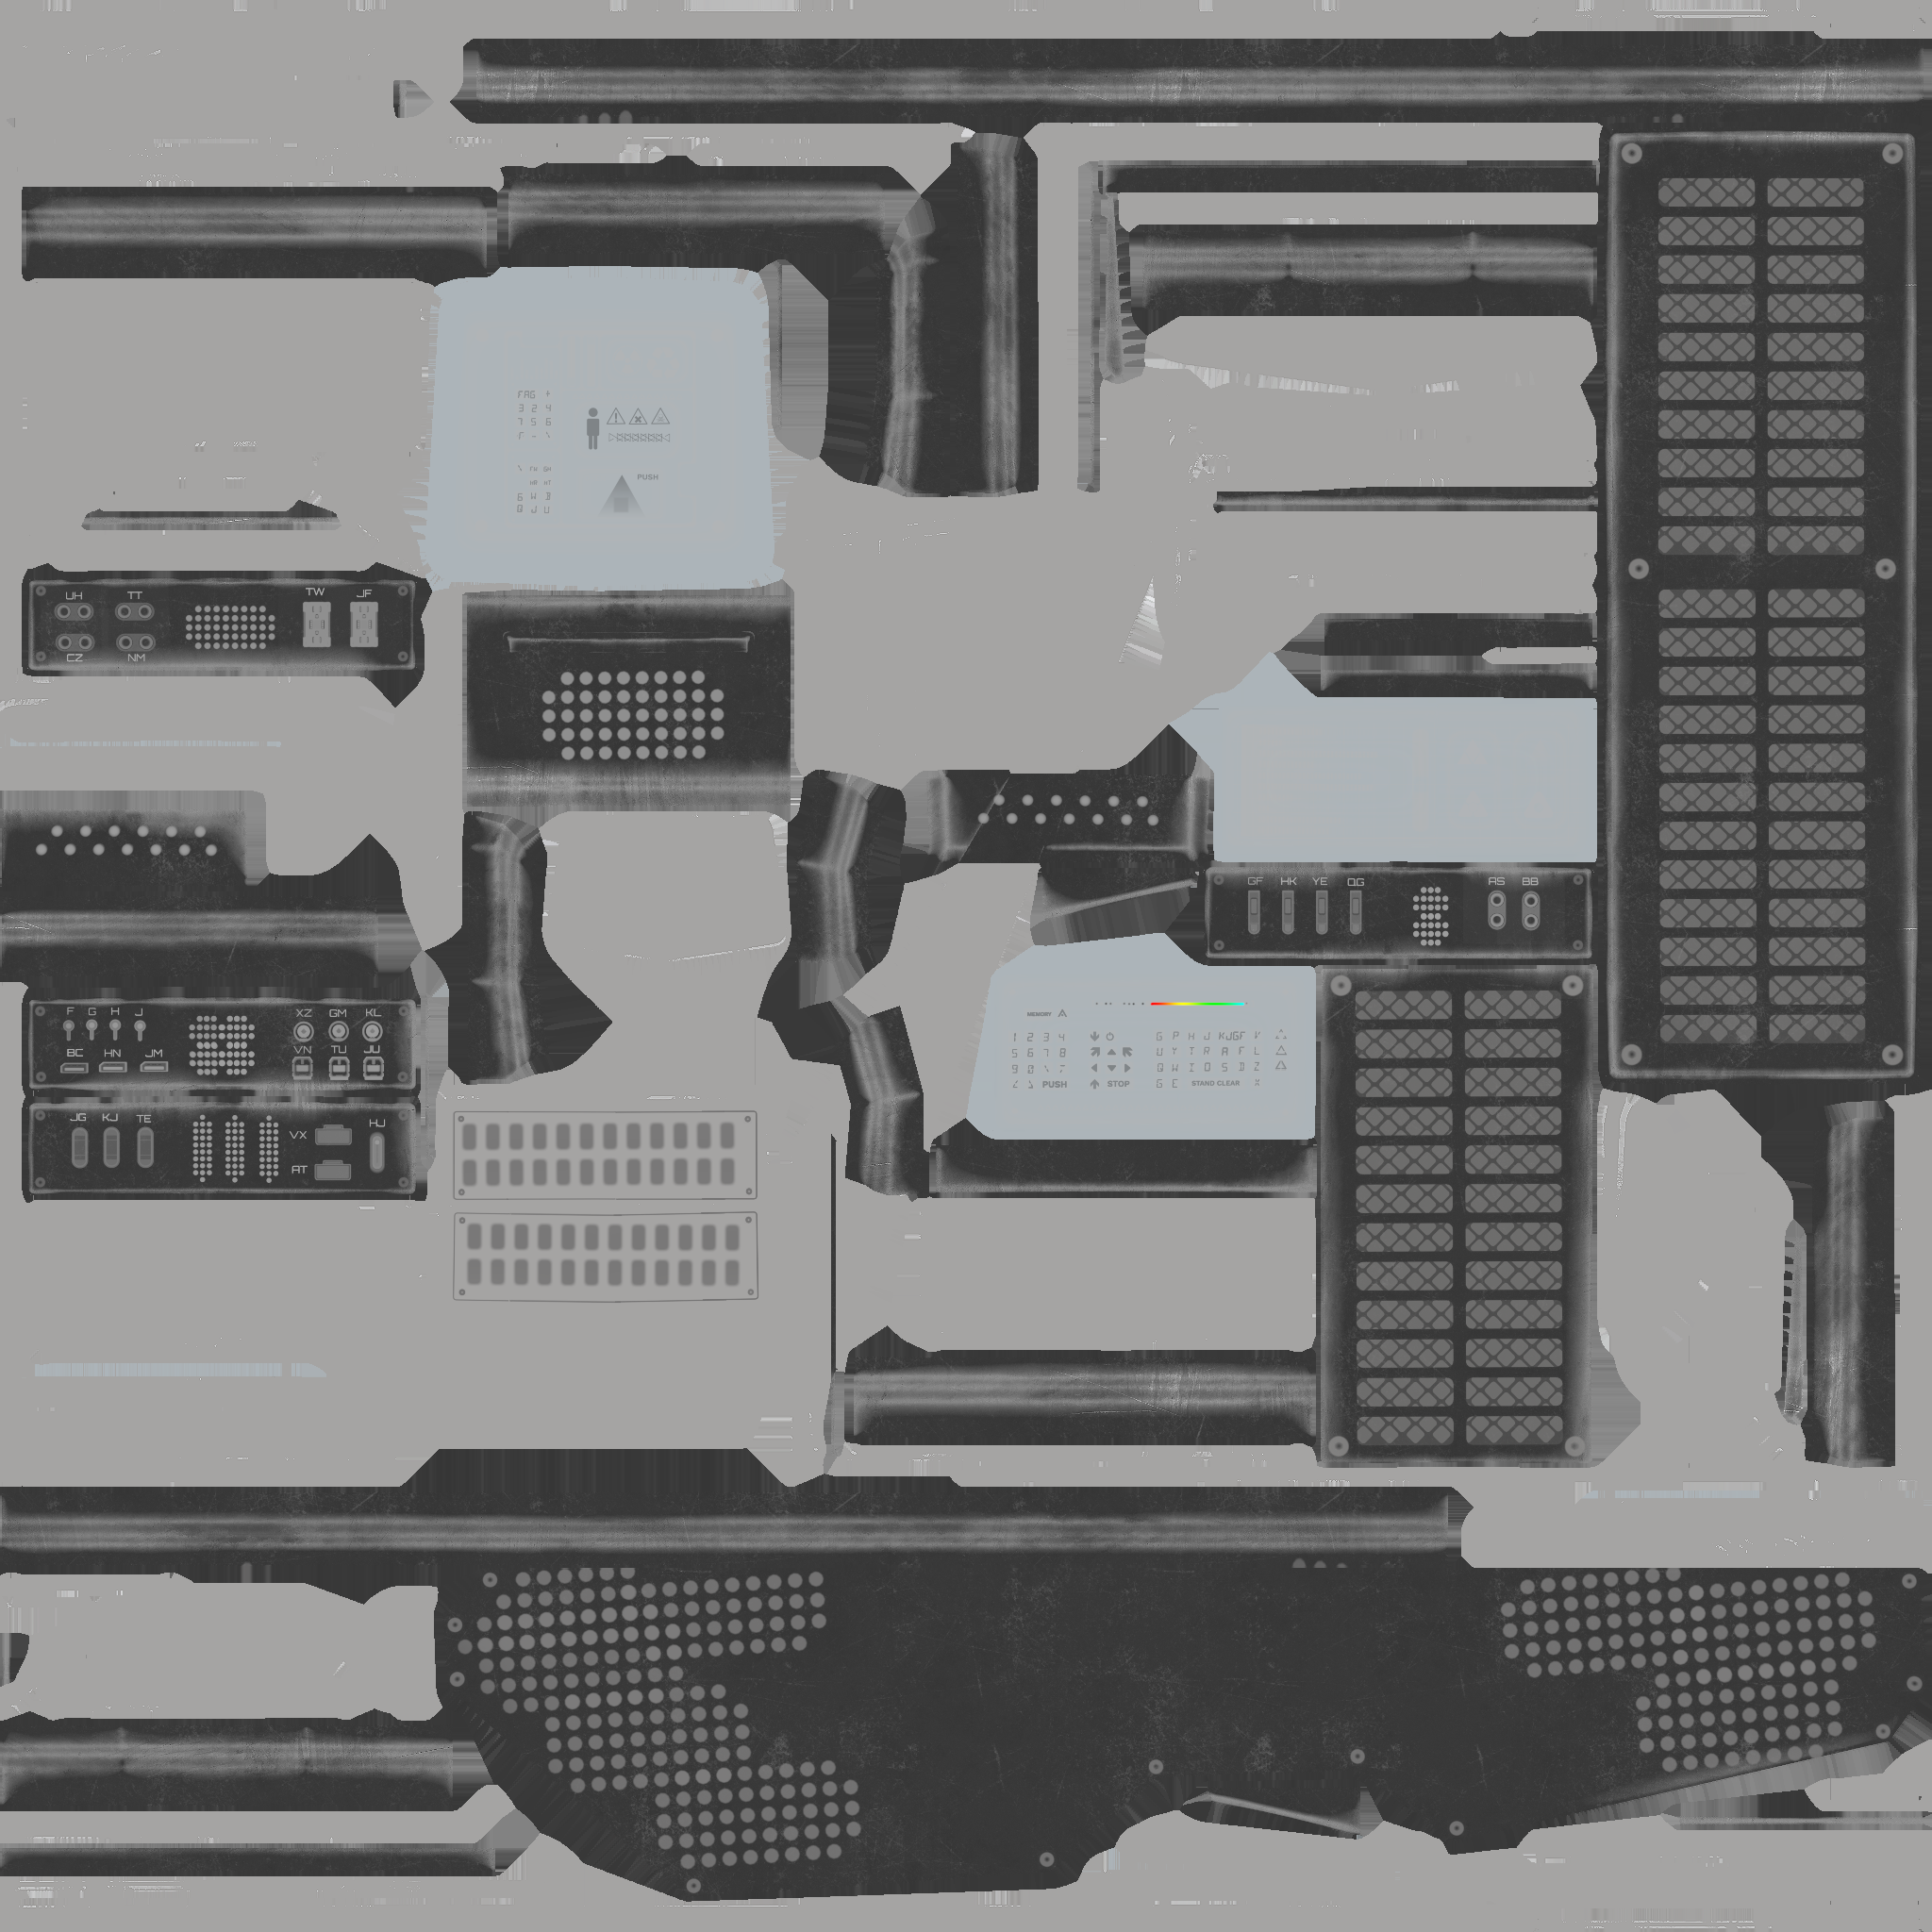 FAG +
3 2 4
7 5 6
PUSH
G W B
Q J U
UH TT TW JF
CZ NM
GF HK YE QG AS BB
F G H J XZ GM KL
BC HN JM VN TU JU
MEMORY
1 2 3 4 G P H J KJGF V
5 6 7 8 U Y T R A F L
9 0 Q W I O S D Z
PUSH STOP G E STAND CLEAR X
JG KJ TE VX HJ
AT